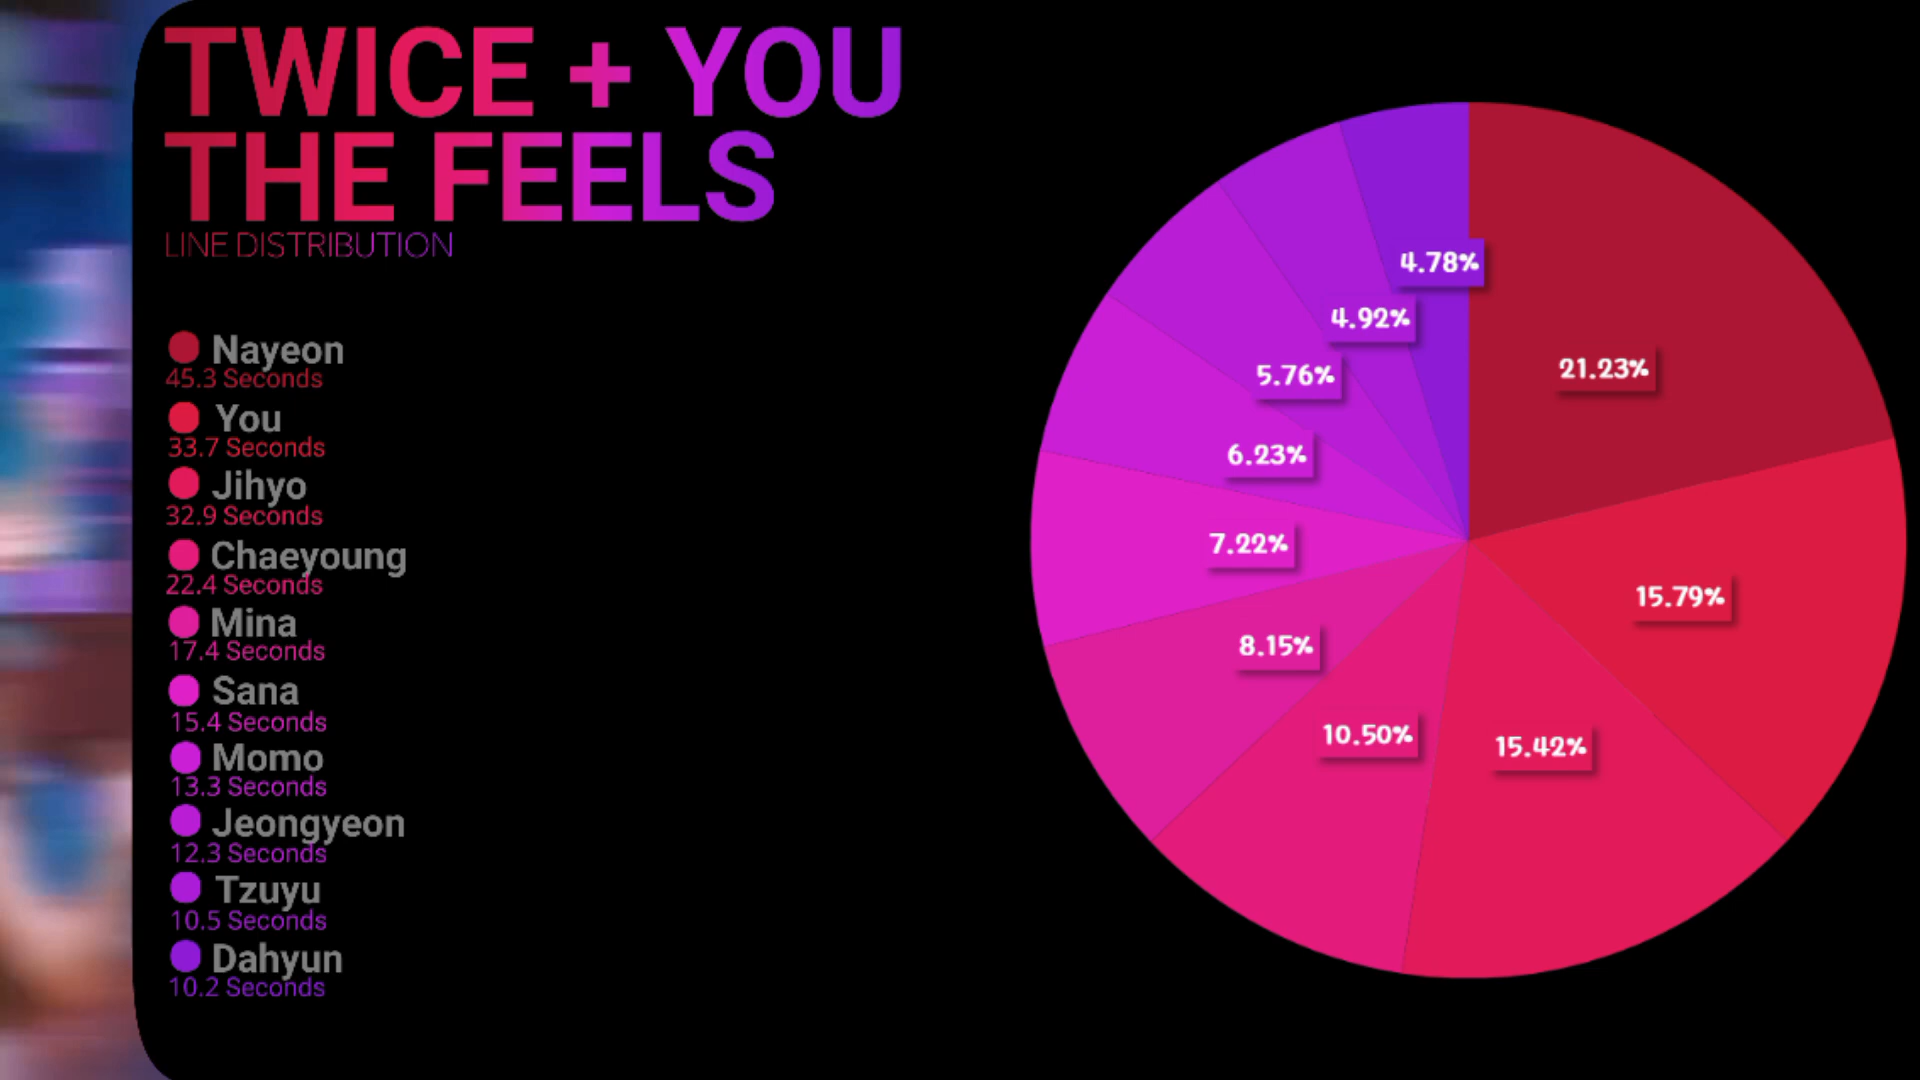 TWICE + YOU
THE FEELS
LINE DISTRIBUTION
Nayeon
45.3 Seconds
You
33.7 Seconds
Jihyo
32.9 Seconds
Chaeyoung
22.4 Seconds
Mina
17.4 Seconds
Sana
15.4 Seconds
Momo
13.3 Seconds
Jeongyeon
12.3 Seconds
Tzuyu
10.5 Seconds
Dahyun
10.2 Seconds
4.78%
4.92%
21.23%
5.76%
6.23%
7.22%
15.79%
8.15%
10.50%
15.42%